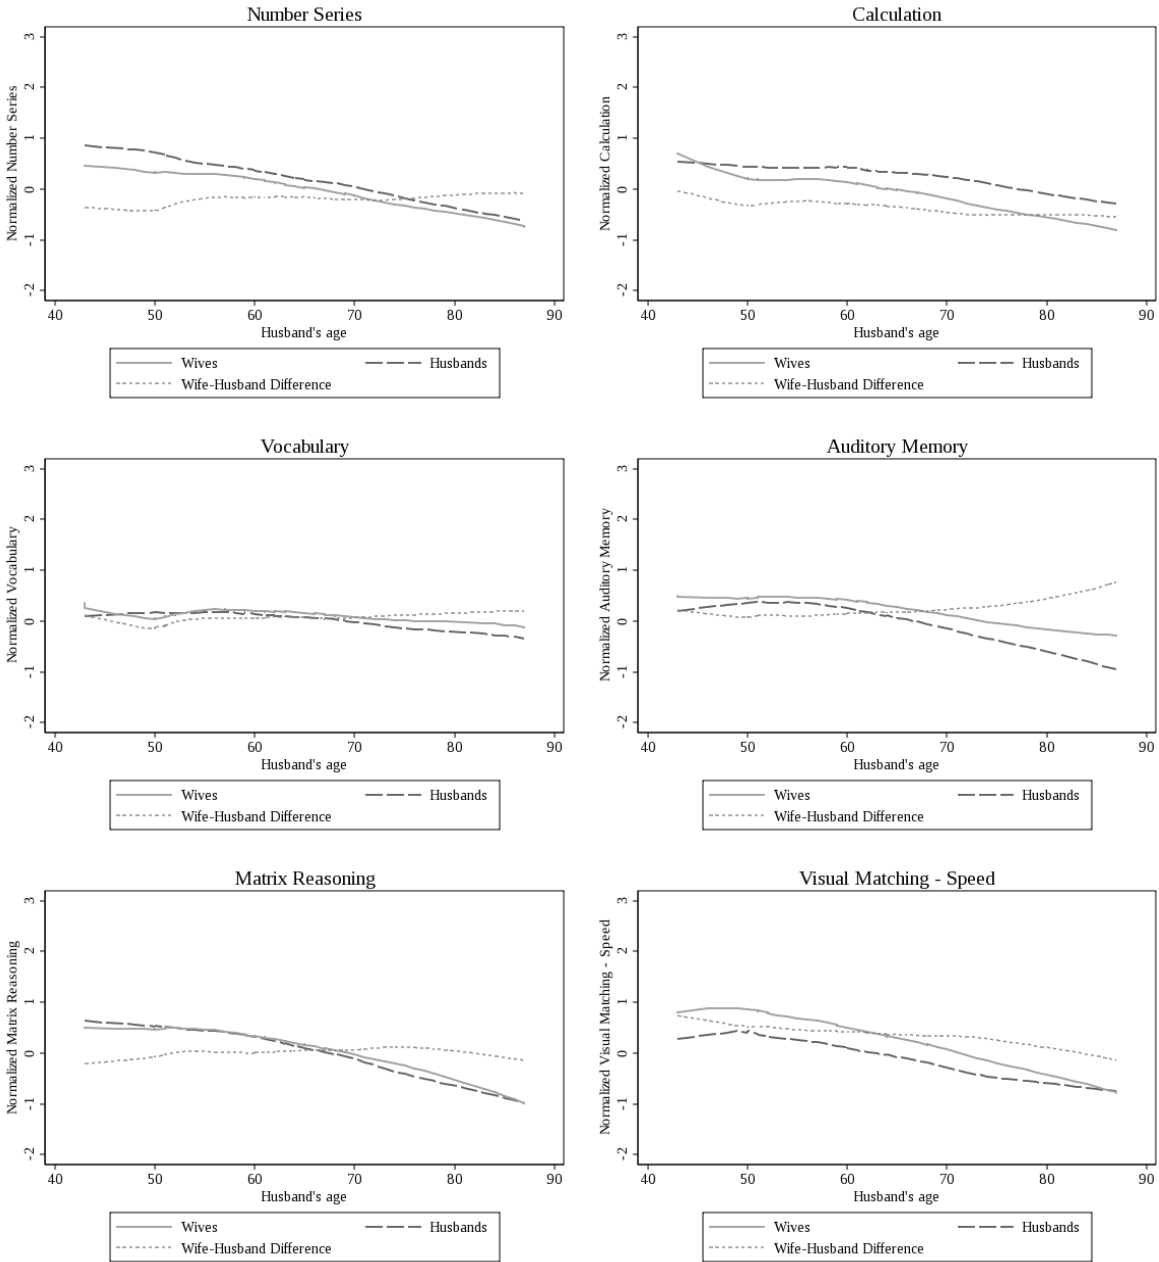 Number Series
Normalized Number Series
3
2
1
0
-1
-2
40 50 60 70 80 90
Husband's age
Wives Husbands
Wife-Husband Difference
Calculation
Normalized Calculation
3
2
1
0
-1
-2
40 50 60 70 80 90
Husband's age
Wives Husbands
Wife-Husband Difference
Vocabulary
Normalized Vocabulary
3
2
1
0
-1
-2
40 50 60 70 80 90
Husband's age
Wives Husbands
Wife-Husband Difference
Auditory Memory
Normalized Auditory Memory
3
2
1
0
-1
-2
40 50 60 70 80 90
Husband's age
Wives Husbands
Wife-Husband Difference
Matrix Reasoning
Normalized Matrix Reasoning
3
2
1
0
-1
-2
40 50 60 70 80 90
Husband's age
Wives Husbands
Wife-Husband Difference
Visual Matching - Speed
Normalized Visual Matching - Speed
3
2
1
0
-1
-2
40 50 60 70 80 90
Husband's age
Wives Husbands
Wife-Husband Difference